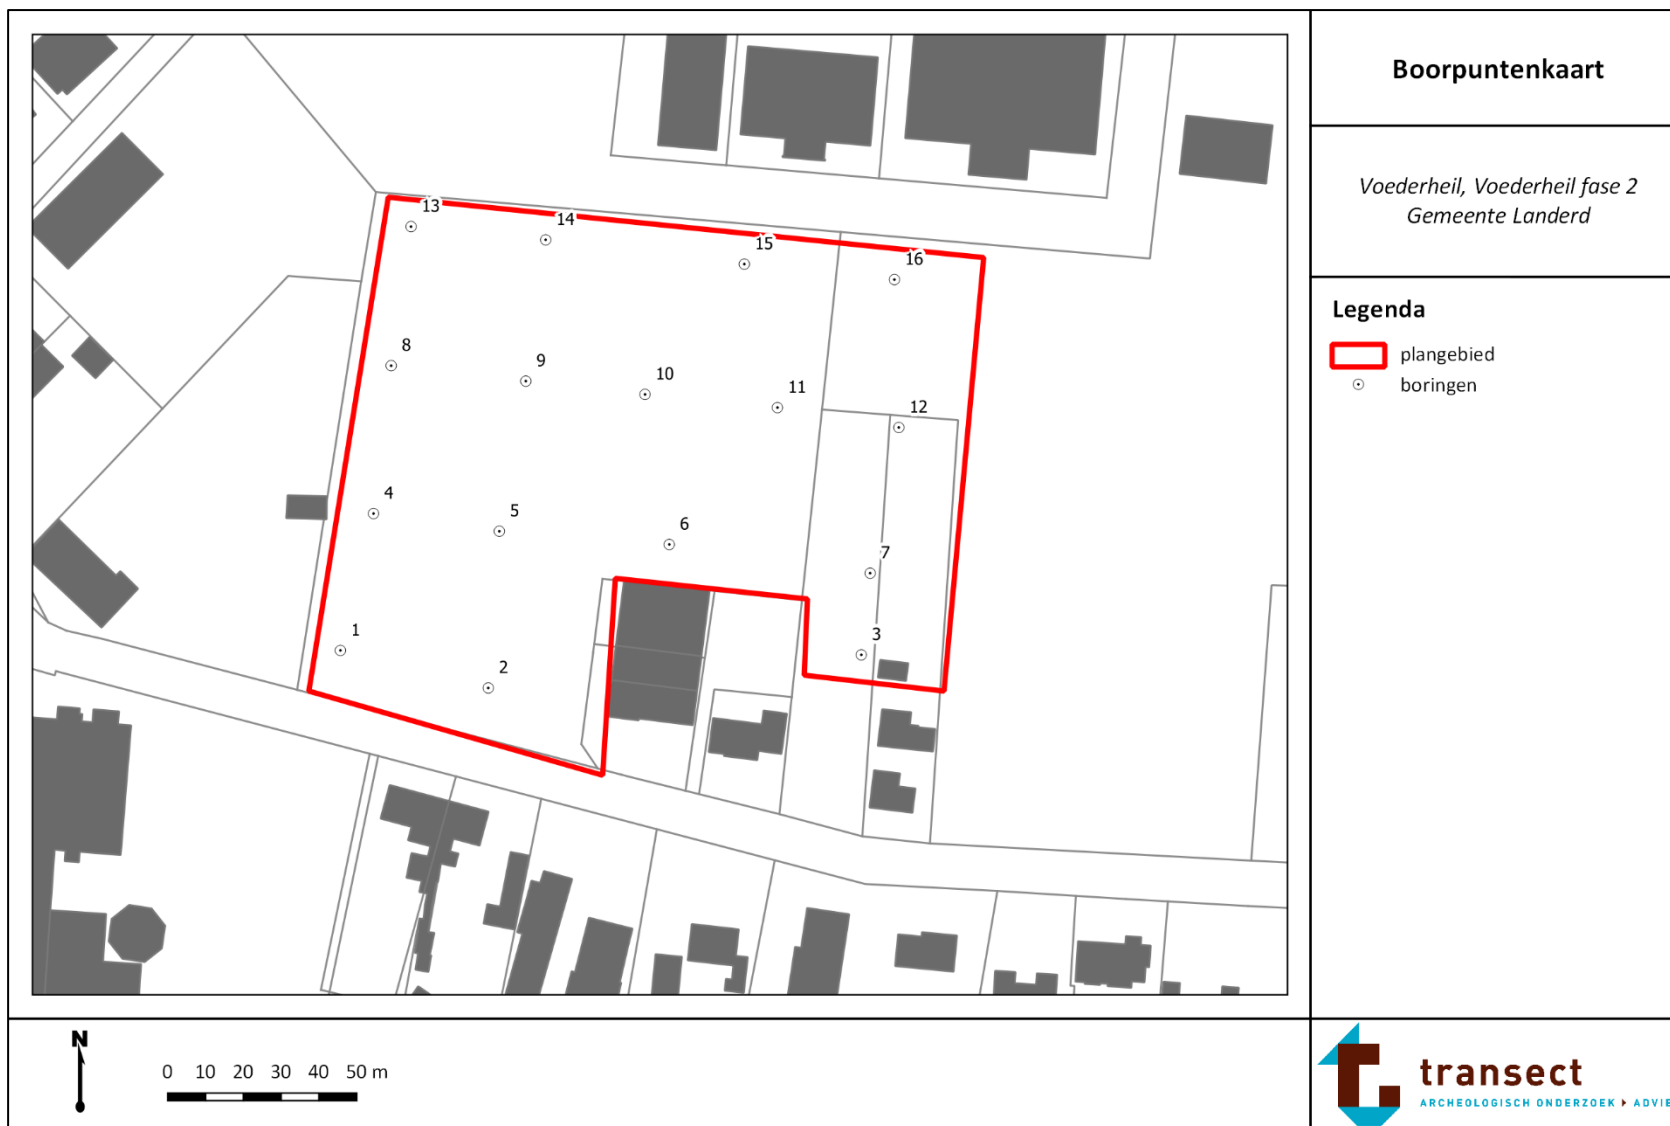 Boorpuntenkaart
Voederheil, Voederheil fase 2
Gemeente Landerd
Legenda
plangebied
boringen
13
14
15
16
8
9
10
11
12
4
5
6
7
1
2
3
N
0 10 20 30 40 50 m
transect
ARCHEOLOGISCH ONDERZOEK ADVIE